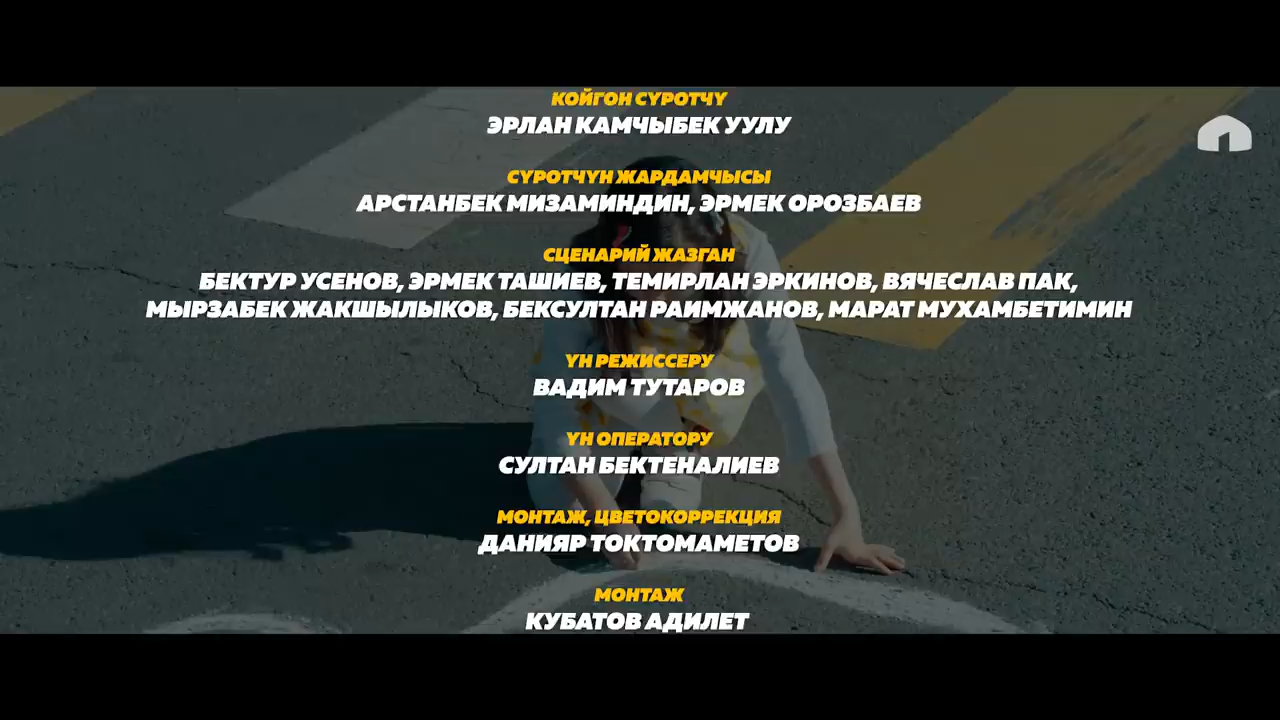 КОЙГОН СҮРОТЧҮ
ЭРЛАН КАМЧЫБЕК УУЛУ
СҮРОТЧҮН ЖАРДАМЧЫСЫ
АРСТАНБЕК МИЗАМИНДИН, ЭРМЕК ОРОЗБАЕВ
СЦЕНАРИЙ ЖАЗГАН
БЕКТУР УСЕНОВ, ЭРМЕК ТАШИЕВ, ТЕМИРЛАН ЭРКИНОВ, ВЯЧЕСЛАВ ПАК,
МЫРЗАБЕК ЖАКШЫЛЫКОВ, БЕКСУЛТАН РАИМЖАНОВ, МАРАТ МУХАМБЕТИМИН
ҮН РЕЖИССЕРУ
ВАДИМ ТУТАРОВ
ҮН ОПЕРАТОРУ
СУЛТАН БЕКТЕНАЛИЕВ
МОНТАЖ, ЦВЕТОКОРРЕКЦИЯ
ДАНИЯР ТОКТОМАМЕТОВ
МОНТАЖ
КУБАТОВ АДИЛЕТ